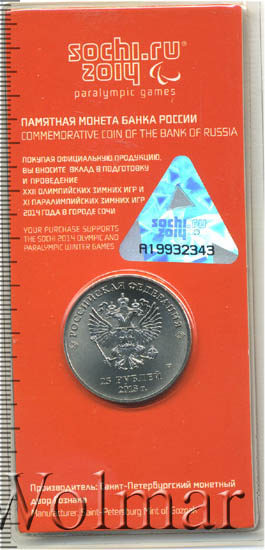 sochi.ru
2014
paralympic games
ПАМЯТНАЯ МОНЕТА БАНКА РОССИИ
COMMEMORATIVE COIN OF THE BANK OF RUSSIA
ПОКУПАЯ ОФИЦИАЛЬНУЮ ПРОДУКЦИЮ,
ВЫ ВНОСИТЕ ВКЛАД В ПОДГОТОВКУ
И ПРОВЕДЕНИЕ
XXII ОЛИМПИЙСКИХ ЗИМНИХ ИГР И
XI ПАРАЛИМПИЙСКИХ ЗИМНИХ ИГР
2014 ГОДА В ГОРОДЕ СОЧИ
YOUR PURCHASE SUPPORTS
THE SOCHI 2014 OLYMPIC AND
PARALYMPIC WINTER GAMES
sochi
2014
A19932343
РОССИЙСКАЯ ФЕДЕРАЦИЯ
25 РУБЛЕЙ
2013 г.
Производитель: Санкт-Петербургский монетный
двор Гознака
Manufacturer: Saint-Petersburg Mint of Goznak
Wolmar